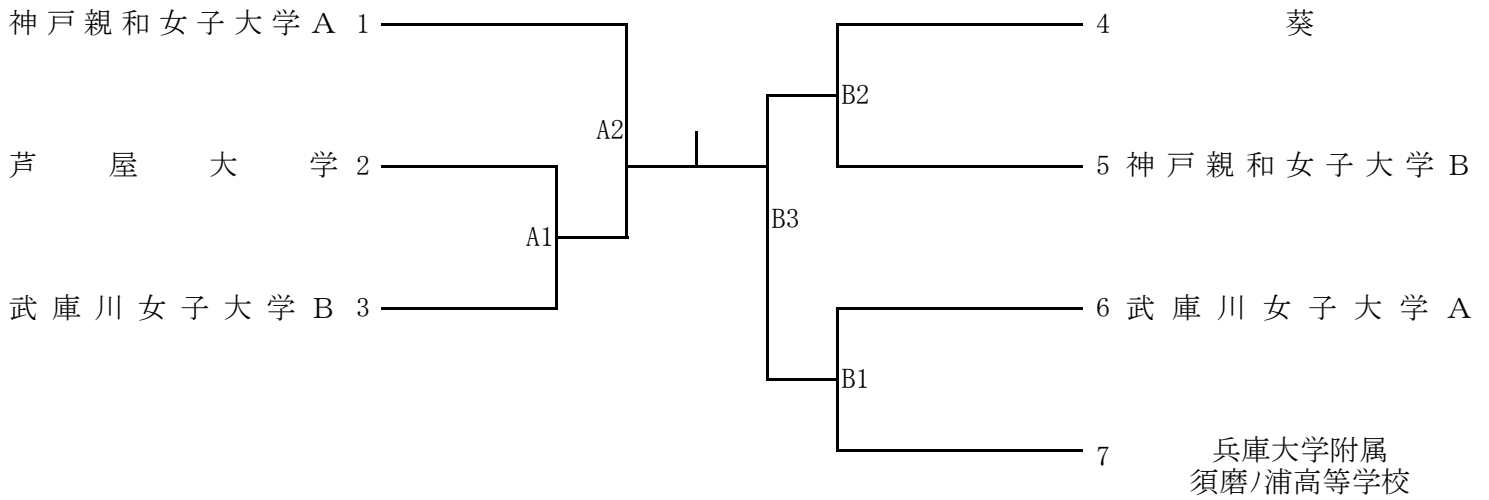 神戸親和女子大学A 1
4 葵
B2
A2
芦屋大学 2
5 神戸親和女子大学B
B3
A1
武庫川女子大学B 3
6 武庫川女子大学A
B1
7 兵庫大学附属
須磨ノ浦高等学校